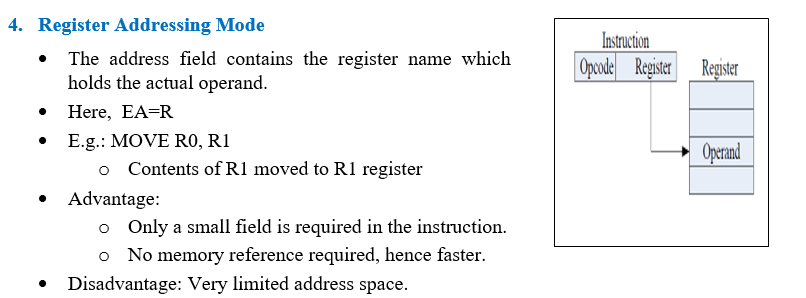 4. Register Addressing Mode
• The address field contains the register name which
holds the actual operand.
• Here, EA=R
• E.g.: MOVE R0, R1
o Contents of R1 moved to R1 register
• Advantage:
o Only a small field is required in the instruction.
o No memory reference required, hence faster.
• Disadvantage: Very limited address space.
Instruction
Opcode Register
Register
Operand